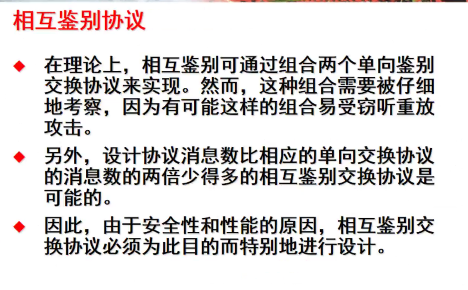 相互鉴别协议
在理论上，相互鉴别可通过组合两个单向鉴别
交换协议来实现。然而，这种组合需要被仔细
地考察，因为有可能这样的组合易受窃听重放
攻击。
另外，设计协议消息数比相应的单向交换协议
的消息数的两倍少得多的相互鉴别交换协议是
可能的。
因此，由于安全性和性能的原因，相互鉴别交
换协议必须为此目的而特别地进行设计。